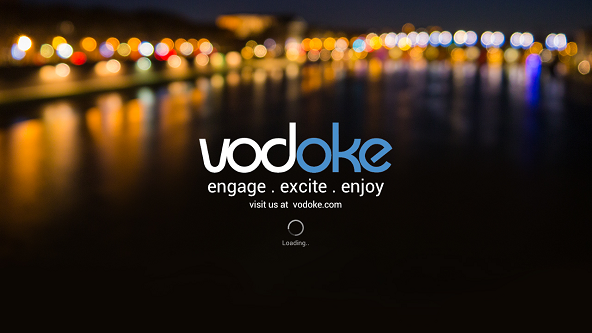 vodoke
engage . excite . enjoy
visit us at vodoke.com
Loading..